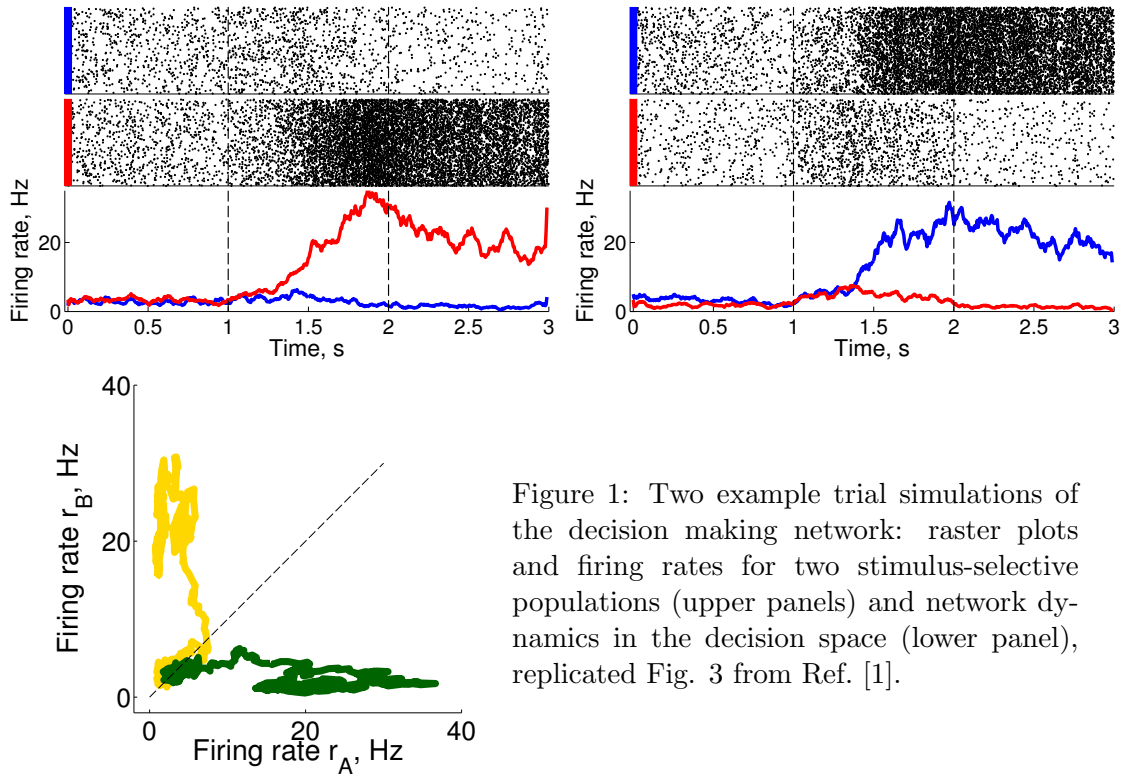 Firing rate, Hz
20
0
0 0.5 1 1.5 2 2.5 3
Time, s
Firing rate, Hz
20
0
0 0.5 1 1.5 2 2.5 3
Time, s
Firing rate r_B, Hz
40
20
0
0 20 40
Firing rate r_A, Hz
Figure 1: Two example trial simulations of
the decision making network: raster plots
and firing rates for two stimulus-selective
populations (upper panels) and network dy-
namics in the decision space (lower panel),
replicated Fig. 3 from Ref. [1].